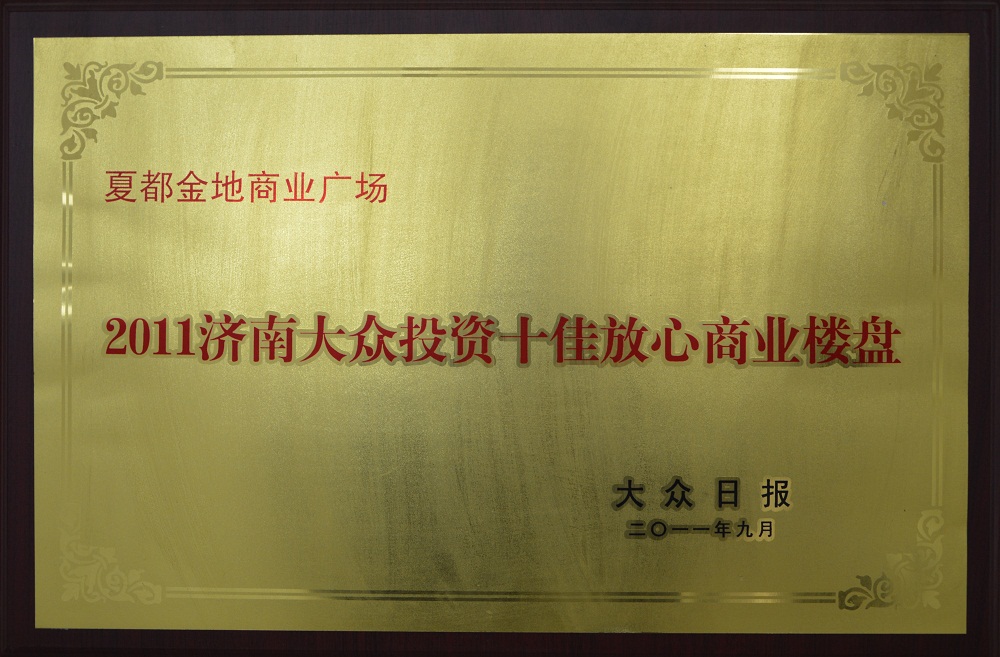 夏都金地商业广场
2011济南大众投资十佳放心商业楼盘
大众日报
二〇一一年九月